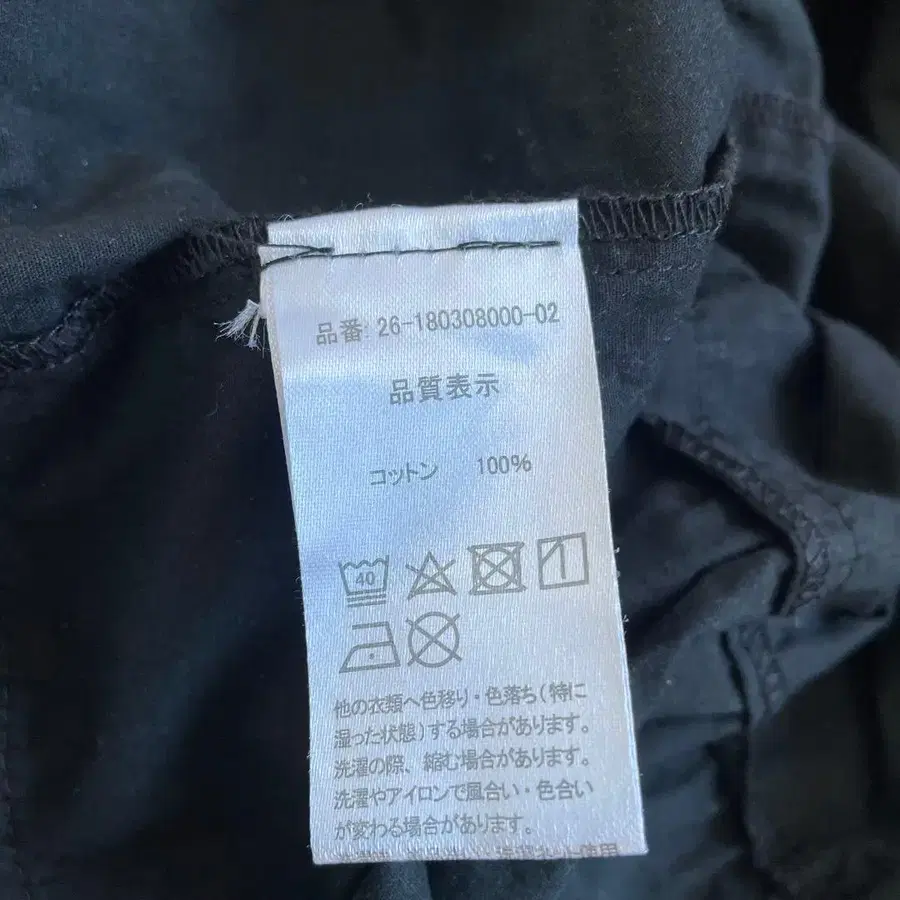 品番: 26-180308000-02
品質表示
コットン 100%
40
他の衣類へ色移り・色落ち(特に
湿った状態)する場合があります。
洗濯の際、縮む場合があります。
洗濯やアイロンで風合い・色合い
が変わる場合があります。
使用